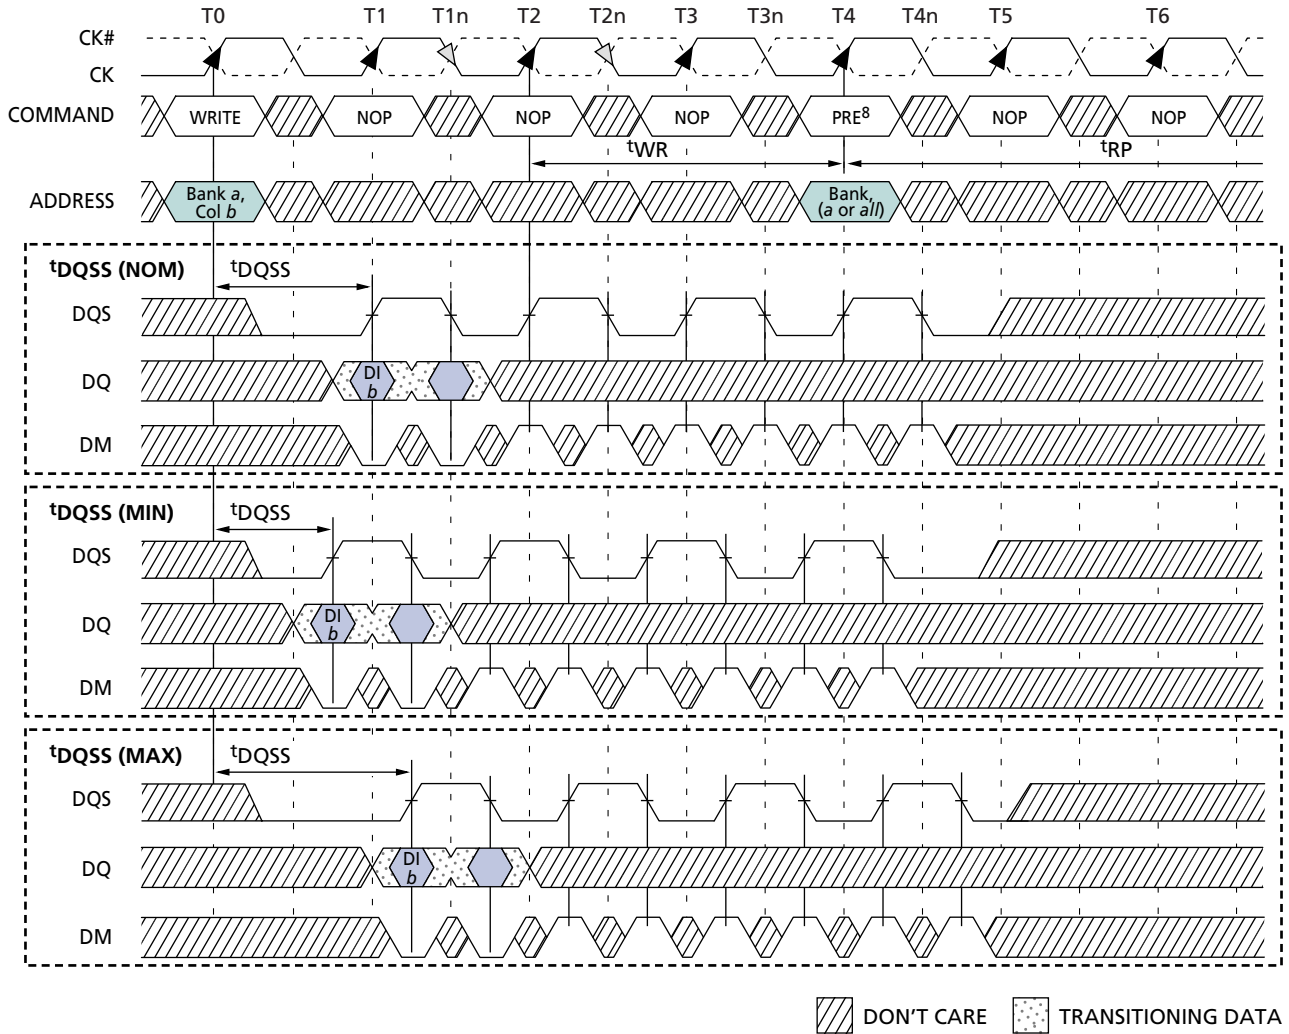 T0 T1 T1n T2 T2n T3 T3n T4 T4n T5 T6
CK#
CK
COMMAND WRITE NOP NOP NOP PRE8 NOP NOP
tWR tRP
ADDRESS Bank a, Col b Bank, (a or all)
tDQSS (NOM) tDQSS
DQS
DQ DI b
DM
tDQSS (MIN) tDQSS
DQS
DQ DI b
DM
tDQSS (MAX) tDQSS
DQS
DQ DI b
DM
DON'T CARE TRANSITIONING DATA